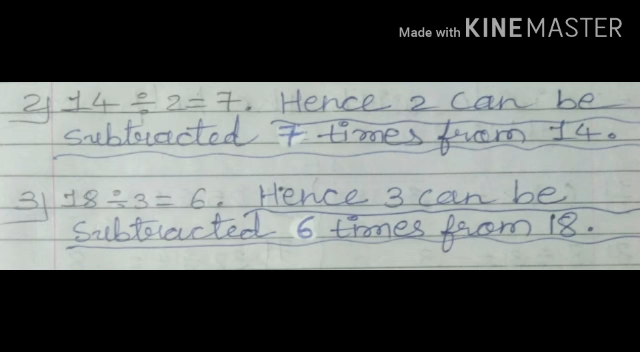 Made with KINEMASTER
2) 14 ÷ 2 = 7. Hence 2 can be
subtracted 7 times from 14.
3) 18 ÷ 3 = 6. Hence 3 can be
Subtracted 6 times from 18.